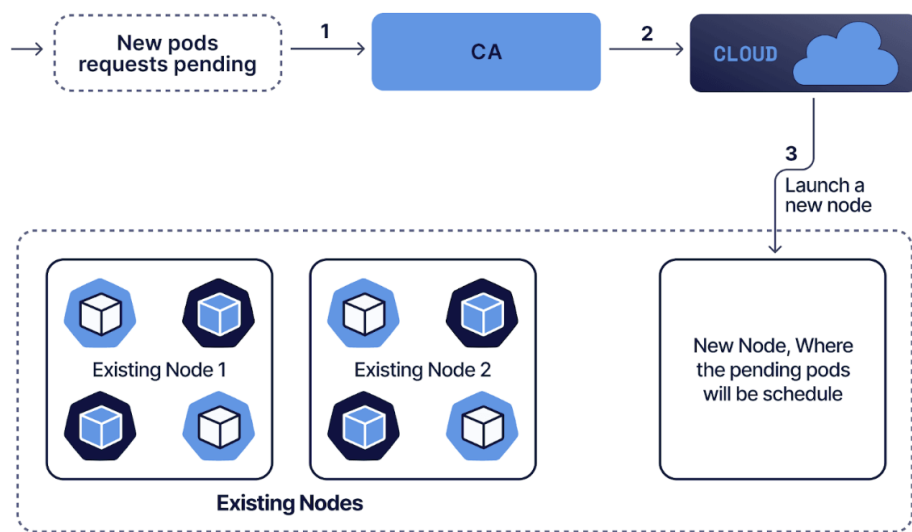 New pods
requests pending
1
CA
2
CLOUD
3
Launch a
new node
Existing Node 1
Existing Node 2
New Node, Where
the pending pods
will be schedule
Existing Nodes